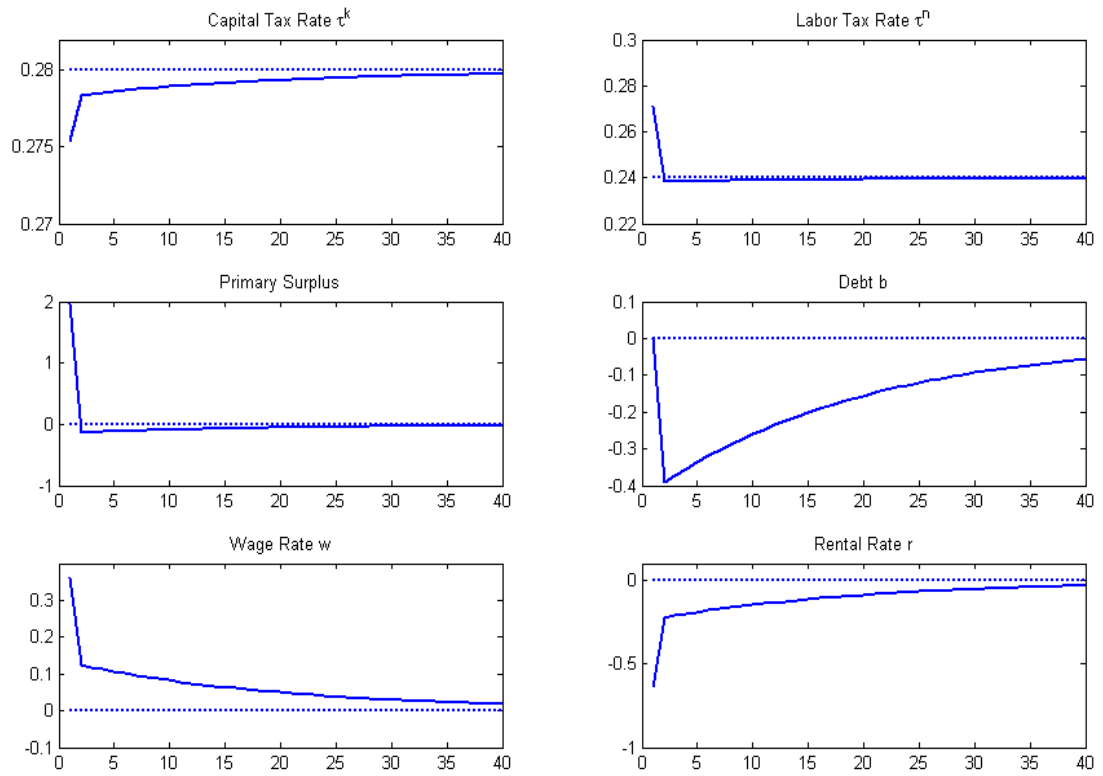 Capital Tax Rate τ^k
0.28
0.275
0.27
0 5 10 15 20 25 30 35 40
Labor Tax Rate τ^n
0.3
0.28
0.26
0.24
0.22
0 5 10 15 20 25 30 35 40
Primary Surplus
2
1
0
-1
0 5 10 15 20 25 30 35 40
Debt b
0.1
0
-0.1
-0.2
-0.3
-0.4
0 5 10 15 20 25 30 35 40
Wage Rate w
0.3
0.2
0.1
0
-0.1
0 5 10 15 20 25 30 35 40
Rental Rate r
0
-0.5
-1
0 5 10 15 20 25 30 35 40